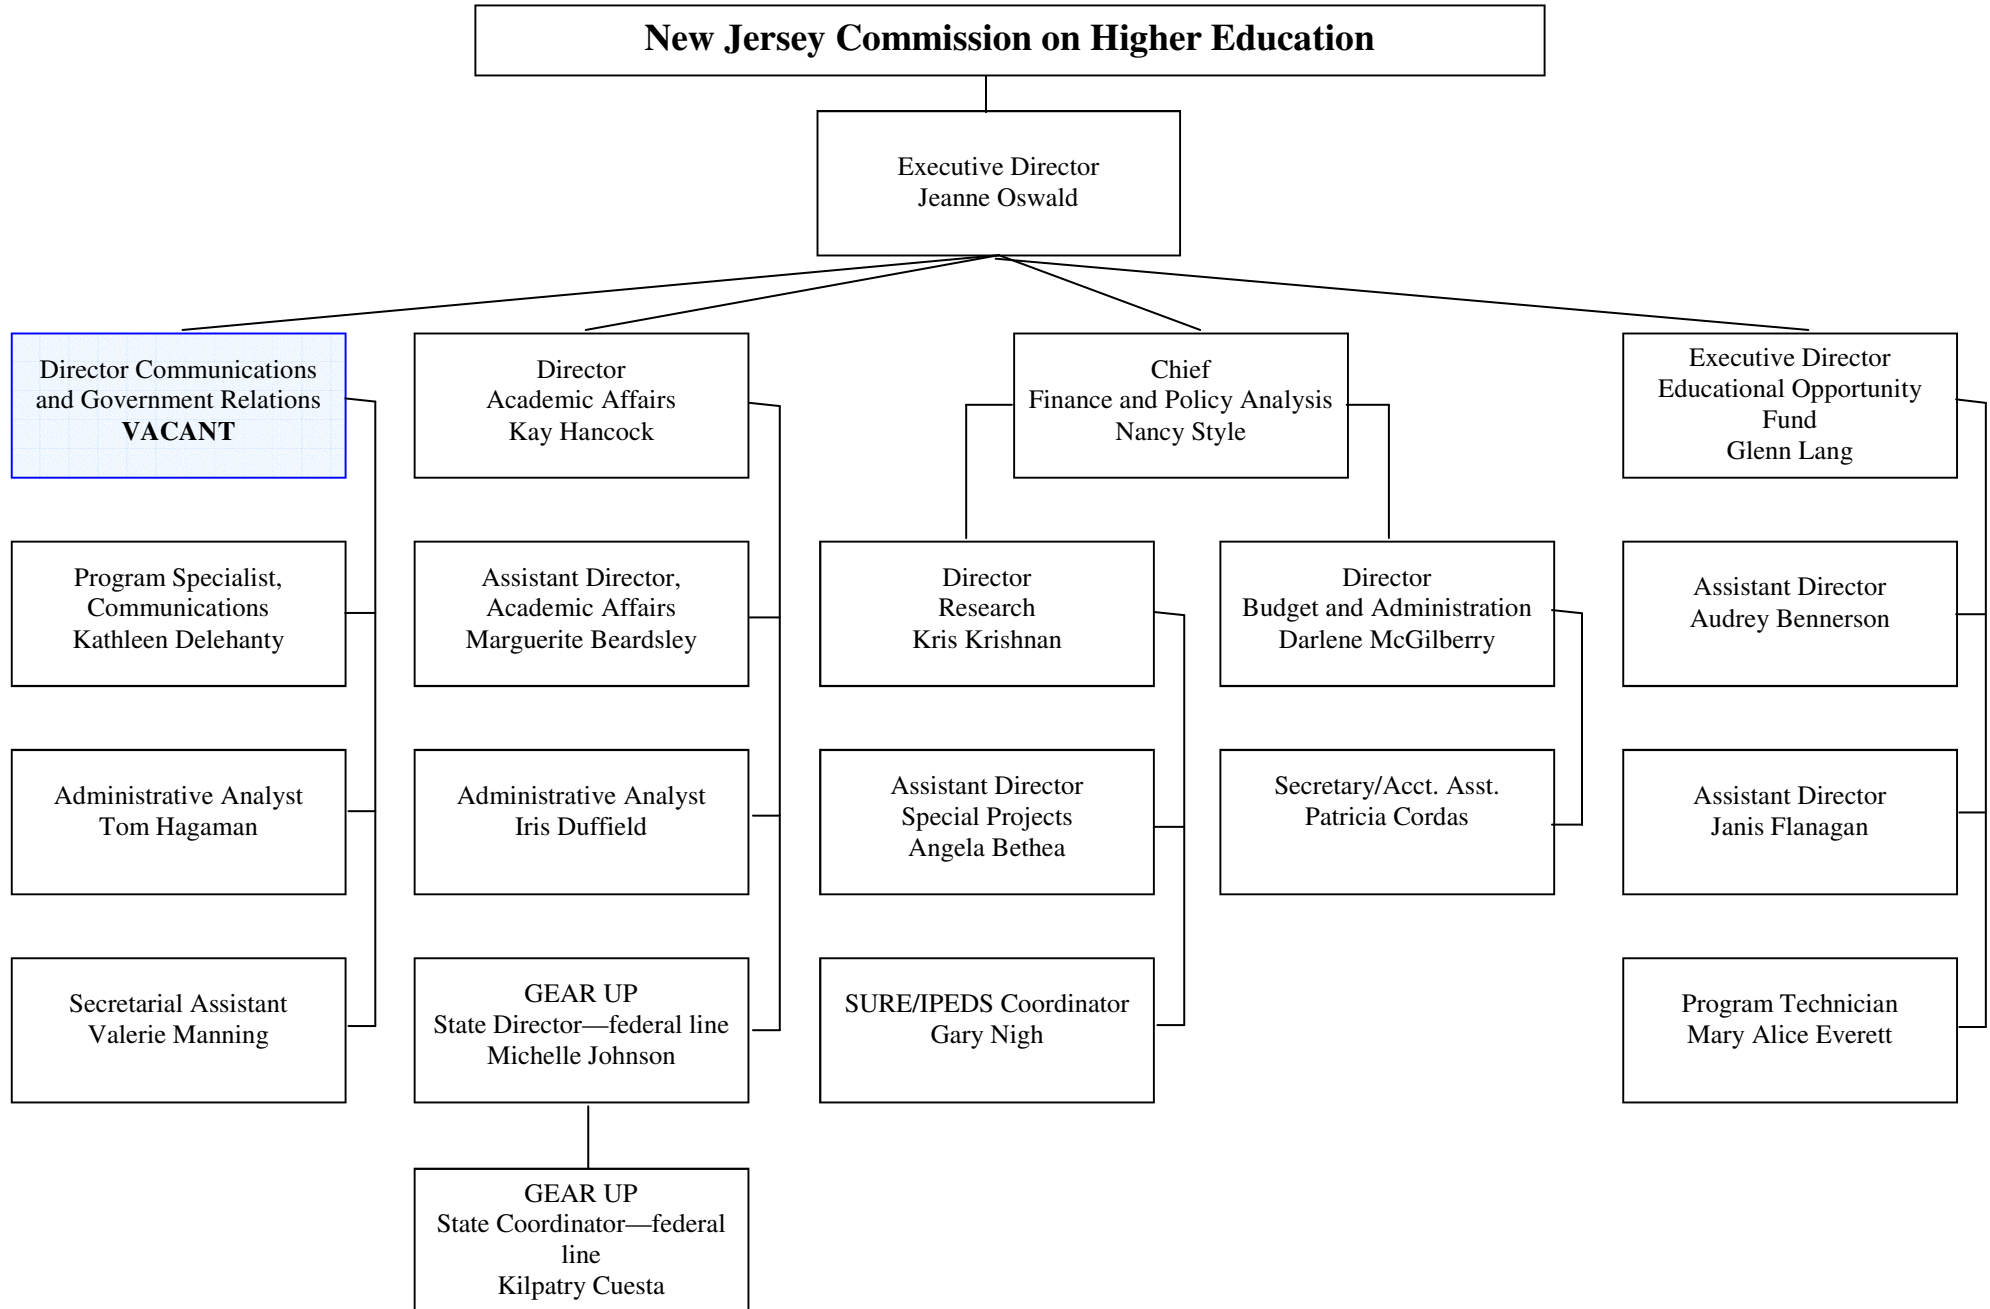 New Jersey Commission on Higher Education
Executive Director
Jeanne Oswald
Director Communications
and Government Relations
VACANT
Director
Academic Affairs
Kay Hancock
Chief
Finance and Policy Analysis
Nancy Style
Executive Director
Educational Opportunity
Fund
Glenn Lang
Program Specialist,
Communications
Kathleen Delehanty
Assistant Director,
Academic Affairs
Marguerite Beardsley
Director
Research
Kris Krishnan
Director
Budget and Administration
Darlene McGilberry
Assistant Director
Audrey Bennerson
Administrative Analyst
Tom Hagaman
Administrative Analyst
Iris Duffield
Assistant Director
Special Projects
Angela Bethea
Secretary/Acct. Asst.
Patricia Cordas
Assistant Director
Janis Flanagan
Secretarial Assistant
Valerie Manning
GEAR UP
State Director—federal line
Michelle Johnson
SURE/IPEDS Coordinator
Gary Nigh
Program Technician
Mary Alice Everett
GEAR UP
State Coordinator—federal
line
Kilpatry Cuesta